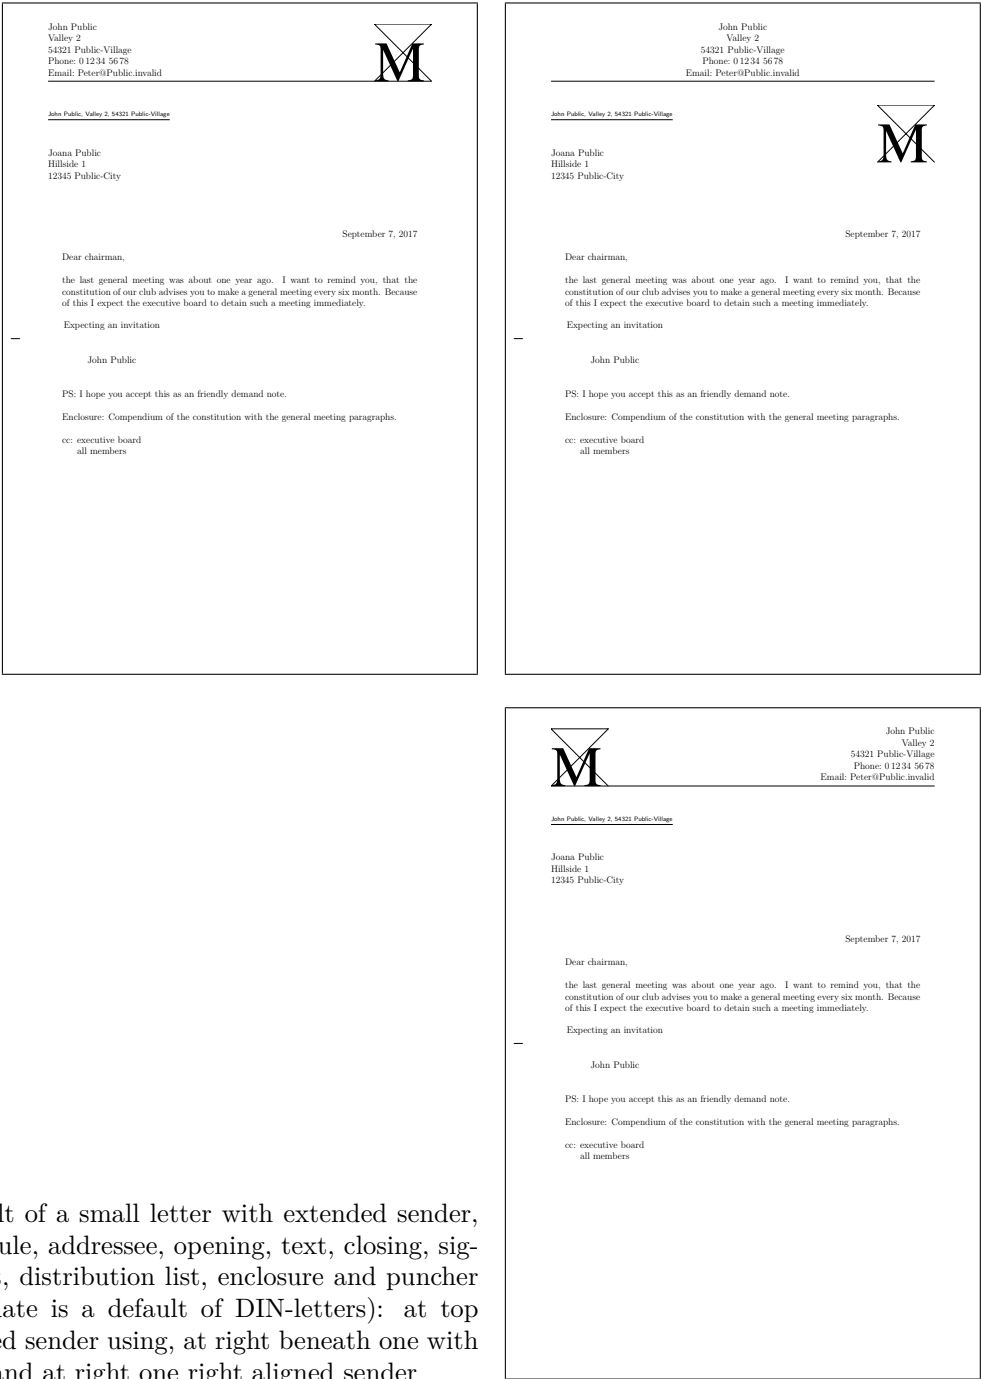 John Public
Valley 2
54321 Public-Village
Phone: 0 12 34 56 78
Email: Peter@Public.invalid
M
John Public, Valley 2, 54321 Public-Village
Joana Public
Hillside 1
12345 Public-City
September 7, 2017
Dear chairman,
the last general meeting was about one year ago. I want to remind you, that the
constitution of our club advises you to make a general meeting every six month. Because
of this I expect the executive board to detain such a meeting immediately.
Expecting an invitation
John Public
PS: I hope you accept this as an friendly demand note.
Enclosure: Compendium of the constitution with the general meeting paragraphs.
cc: executive board
all members
John Public
Valley 2
54321 Public-Village
Phone: 0 12 34 56 78
Email: Peter@Public.invalid
John Public, Valley 2, 54321 Public-Village
M
Joana Public
Hillside 1
12345 Public-City
September 7, 2017
Dear chairman,
the last general meeting was about one year ago. I want to remind you, that the
constitution of our club advises you to make a general meeting every six month. Because
of this I expect the executive board to detain such a meeting immediately.
Expecting an invitation
John Public
PS: I hope you accept this as an friendly demand note.
Enclosure: Compendium of the constitution with the general meeting paragraphs.
cc: executive board
all members
M
John Public
Valley 2
54321 Public-Village
Phone: 0 12 34 56 78
Email: Peter@Public.invalid
John Public, Valley 2, 54321 Public-Village
Joana Public
Hillside 1
12345 Public-City
September 7, 2017
Dear chairman,
the last general meeting was about one year ago. I want to remind you, that the
constitution of our club advises you to make a general meeting every six month. Because
of this I expect the executive board to detain such a meeting immediately.
Expecting an invitation
John Public
PS: I hope you accept this as an friendly demand note.
Enclosure: Compendium of the constitution with the general meeting paragraphs.
cc: executive board
all members
of a small letter with extended sender,
addressee, opening, text, closing, sig-
distribution list, enclosure and puncher
is a default of DIN-letters): at top
sender using, at right beneath one with
and at right one right aligned sender